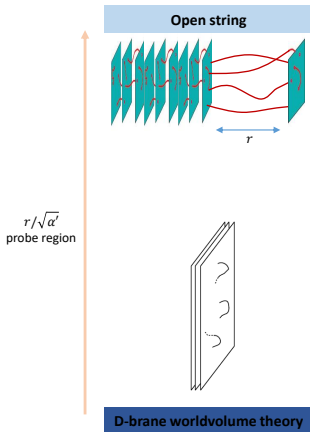 Open string
r
r/√α′
probe region
D-brane worldvolume theory